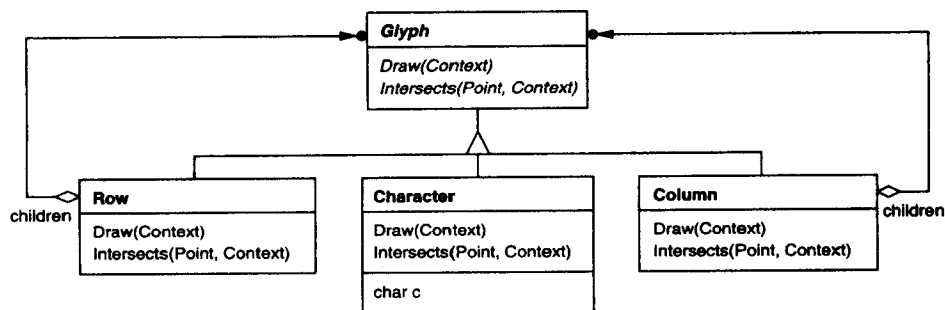 Glyph
Draw(Context)
Intersects(Point, Context)
Row
Draw(Context)
Intersects(Point, Context)
children
Character
Draw(Context)
Intersects(Point, Context)
char c
Column
Draw(Context)
Intersects(Point, Context)
children